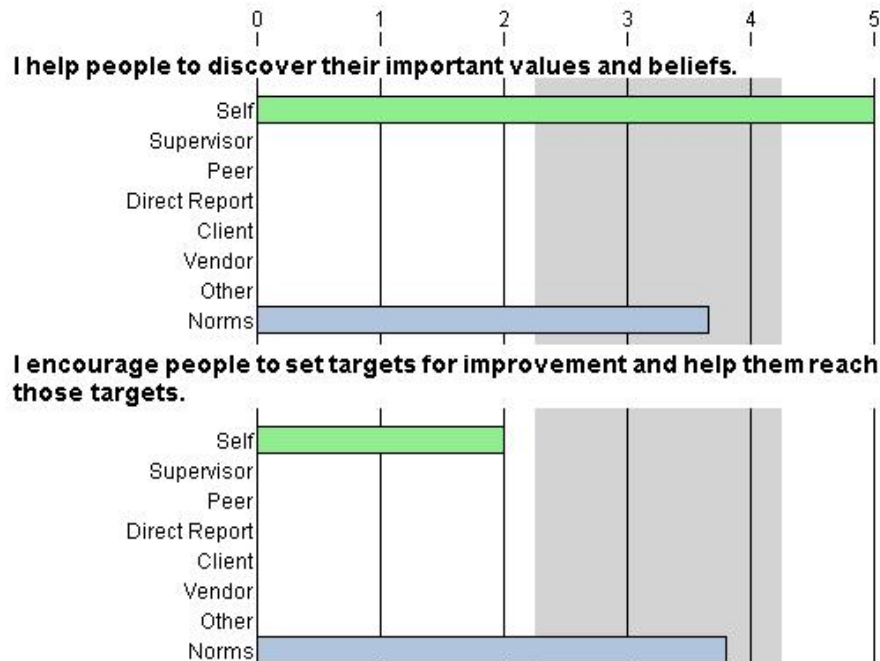 0 1 2 3 4 5
I help people to discover their important values and beliefs.
Self
Supervisor
Peer
Direct Report
Client
Vendor
Other
Norms
I encourage people to set targets for improvement and help them reach
those targets.
Self
Supervisor
Peer
Direct Report
Client
Vendor
Other
Norms